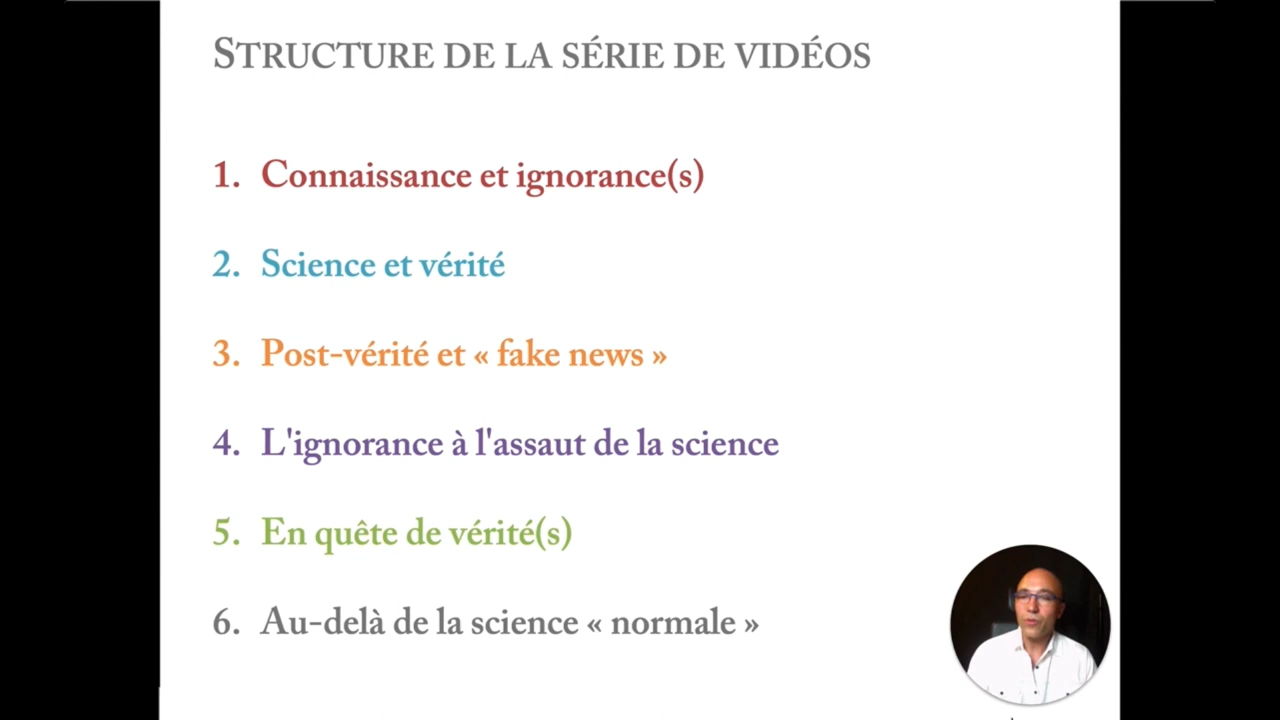 STRUCTURE DE LA SÉRIE DE VIDÉOS
1. Connaissance et ignorance(s)
2. Science et vérité
3. Post-vérité et « fake news »
4. L'ignorance à l'assaut de la science
5. En quête de vérité(s)
6. Au-delà de la science « normale »